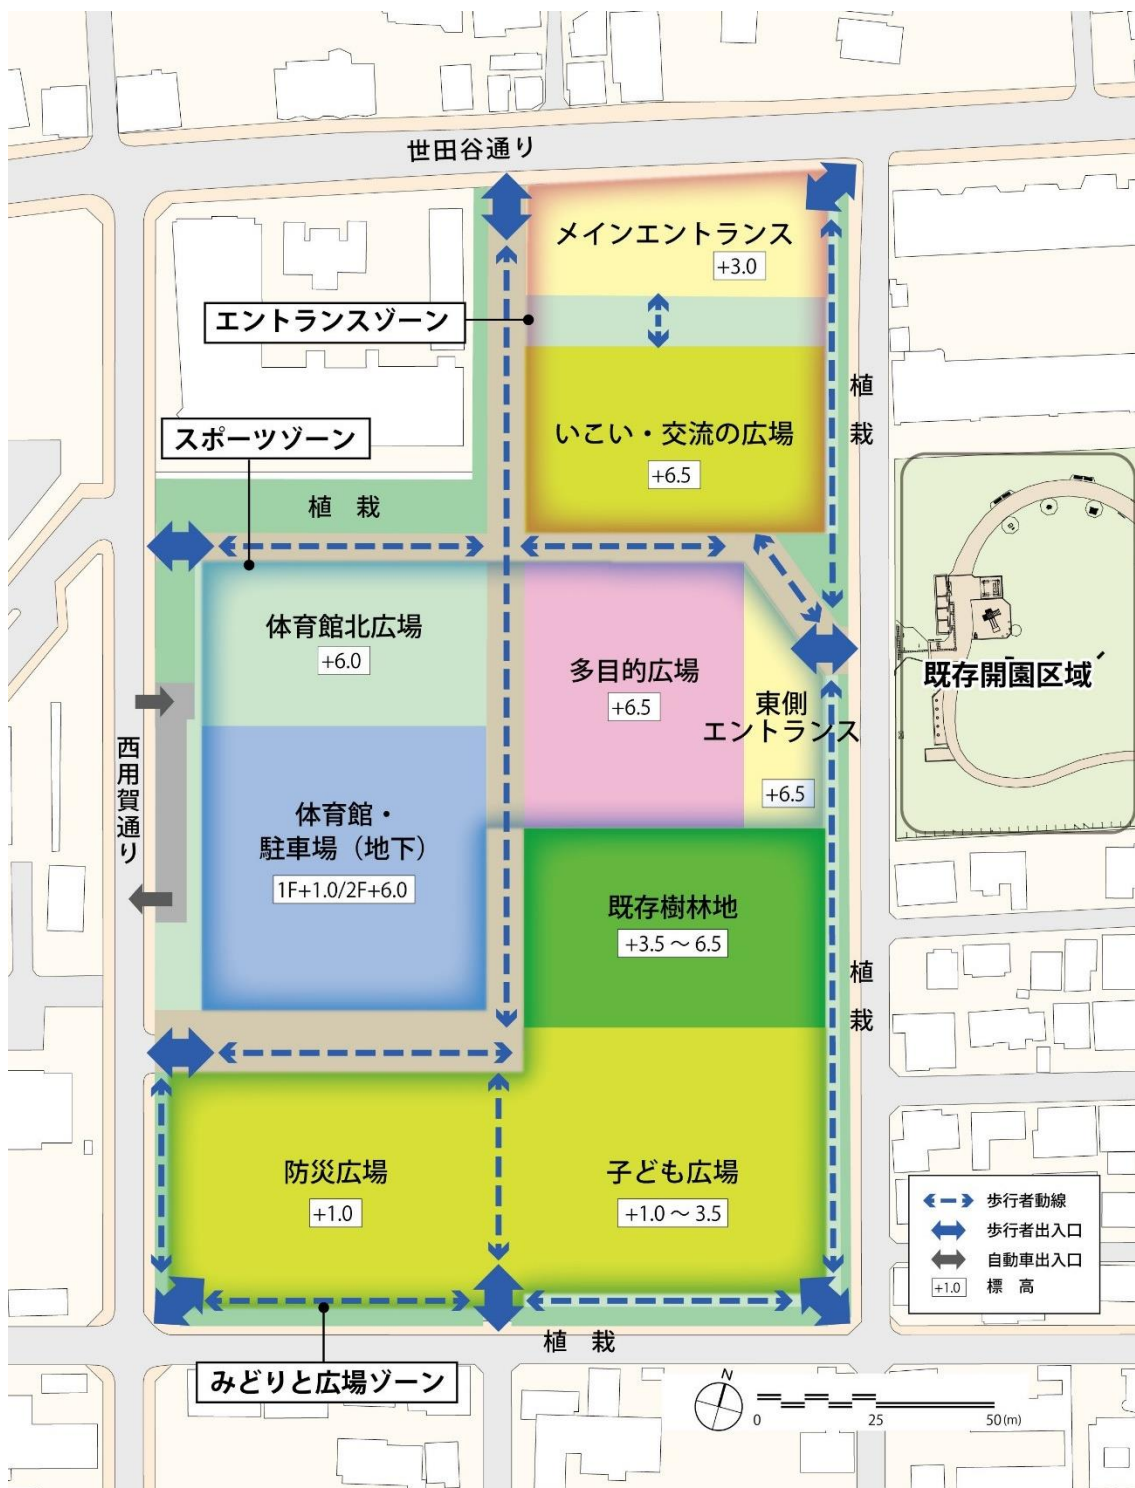 世田谷通り
メインエントランス
+3.0
エントランスゾーン
植栽
いこい・交流の広場
+6.5
スポーツゾーン
植 栽
体育館北広場
+6.0
多目的広場
+6.5
東側
エントランス
+6.5
既存開園区域
西用賀通り
体育館・
駐車場（地下）
1F+1.0/2F+6.0
既存樹林地
+3.5 ～ 6.5
植栽
防災広場
+1.0
子ども広場
+1.0 ～ 3.5
歩行者動線
歩行者出入口
自動車出入口
+1.0 標 高
植 栽
みどりと広場ゾーン
N
0 25 50(m)